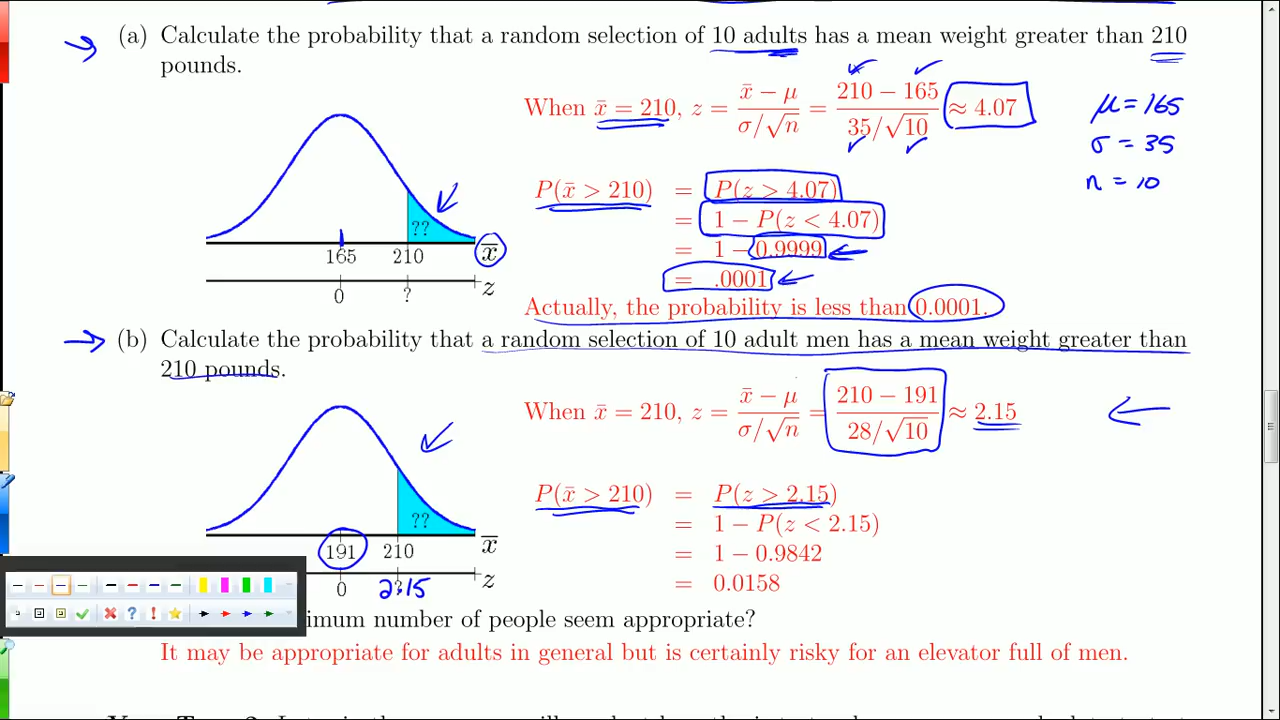 (a) Calculate the probability that a random selection of 10 adults has a mean weight greater than 210
pounds.
When x̄ = 210, z = (x̄ − μ)/(σ/√n) = (210 − 165)/(35/√10) ≈ 4.07
μ = 165
σ = 35
n = 10
P(x̄ > 210) = P(z > 4.07)
= 1 − P(z < 4.07)
= 1 − 0.9999
= .0001
??
165 210 x̄
0 ? z
Actually, the probability is less than 0.0001.
(b) Calculate the probability that a random selection of 10 adult men has a mean weight greater than
210 pounds.
When x̄ = 210, z = (x̄ − μ)/(σ/√n) = (210 − 191)/(28/√10) ≈ 2.15
P(x̄ > 210) = P(z > 2.15)
= 1 − P(z < 2.15)
= 1 − 0.9842
= 0.0158
??
191 210 x̄
0 2.15 z
imum number of people seem appropriate?
It may be appropriate for adults in general but is certainly risky for an elevator full of men.